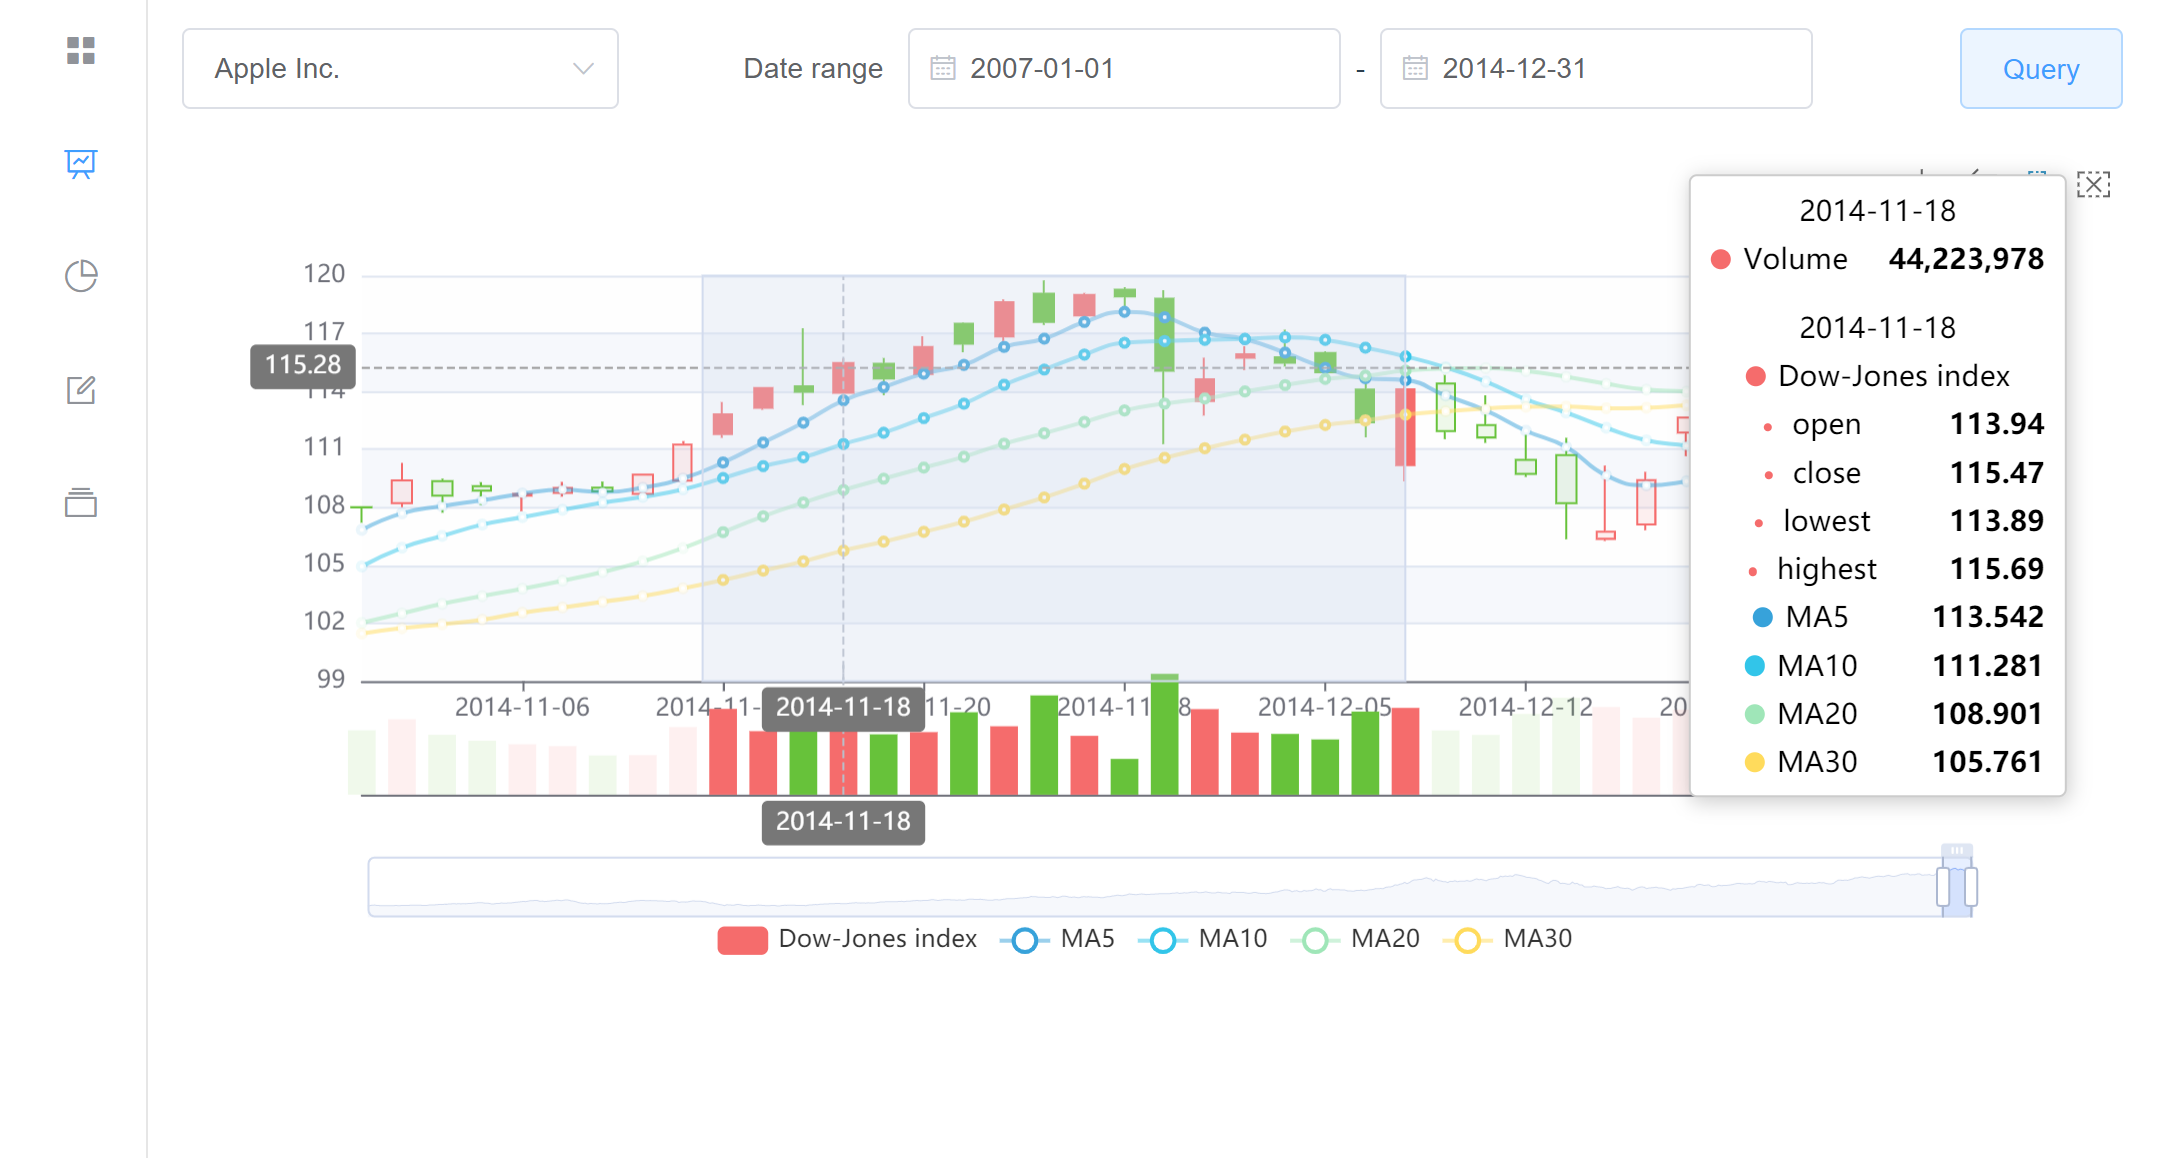 Apple Inc.
Date range
2007-01-01
-
2014-12-31
Query
2014-11-18
Volume 44,223,978
2014-11-18
Dow-Jones index
open 113.94
close 115.47
lowest 113.89
highest 115.69
MA5 113.542
MA10 111.281
MA20 108.901
MA30 105.761
120
117
115.28
114
111
108
105
102
99
2014-11-06
2014-11-
2014-11-18
11-20
2014-11-
8
2014-12-05
2014-12-12
20
2014-11-18
Dow-Jones index
MA5
MA10
MA20
MA30